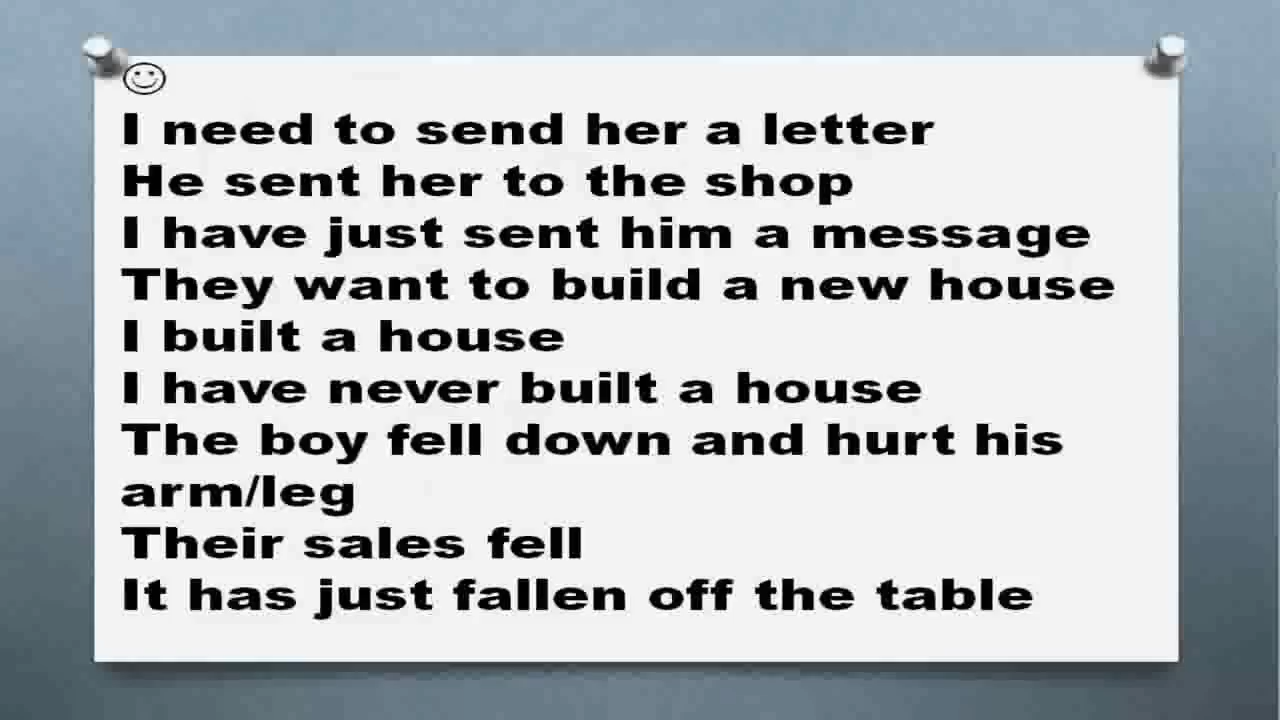 I need to send her a letter
He sent her to the shop
I have just sent him a message
They want to build a new house
I built a house
I have never built a house
The boy fell down and hurt his
arm/leg
Their sales fell
It has just fallen off the table